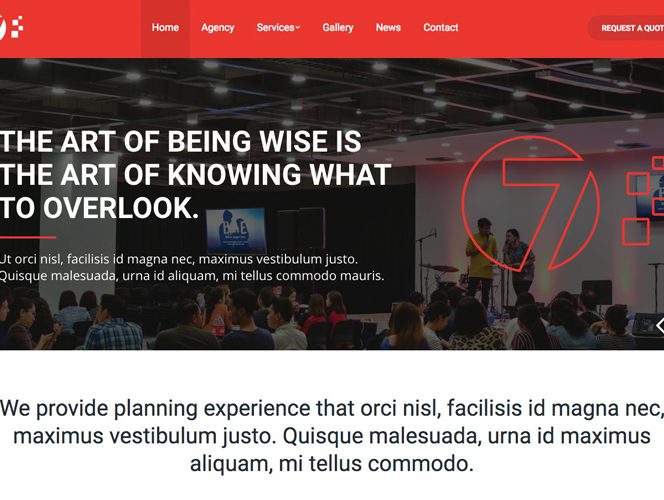 Home Agency Services Gallery News Contact REQUEST A QUOT
THE ART OF BEING WISE IS
THE ART OF KNOWING WHAT
TO OVERLOOK.
7
Ut orci nisl, facilisis id magna nec, maximus vestibulum justo.
Quisque malesuada, urna id aliquam, mi tellus commodo mauris.
We provide planning experience that orci nisl, facilisis id magna nec,
maximus vestibulum justo. Quisque malesuada, urna id maximus
aliquam, mi tellus commodo.